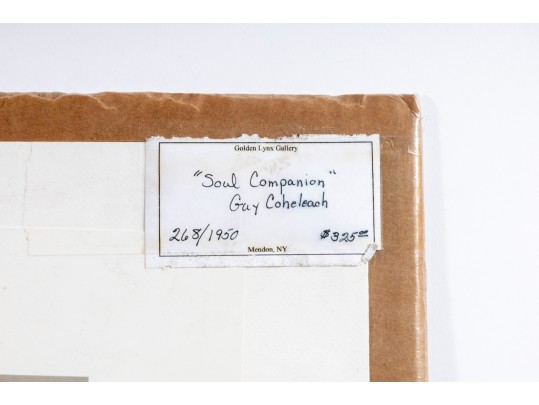 Golden Lynx Gallery
"Soul Companion"
Guy Coheleach
268/1950 $325.00
Mendon, NY